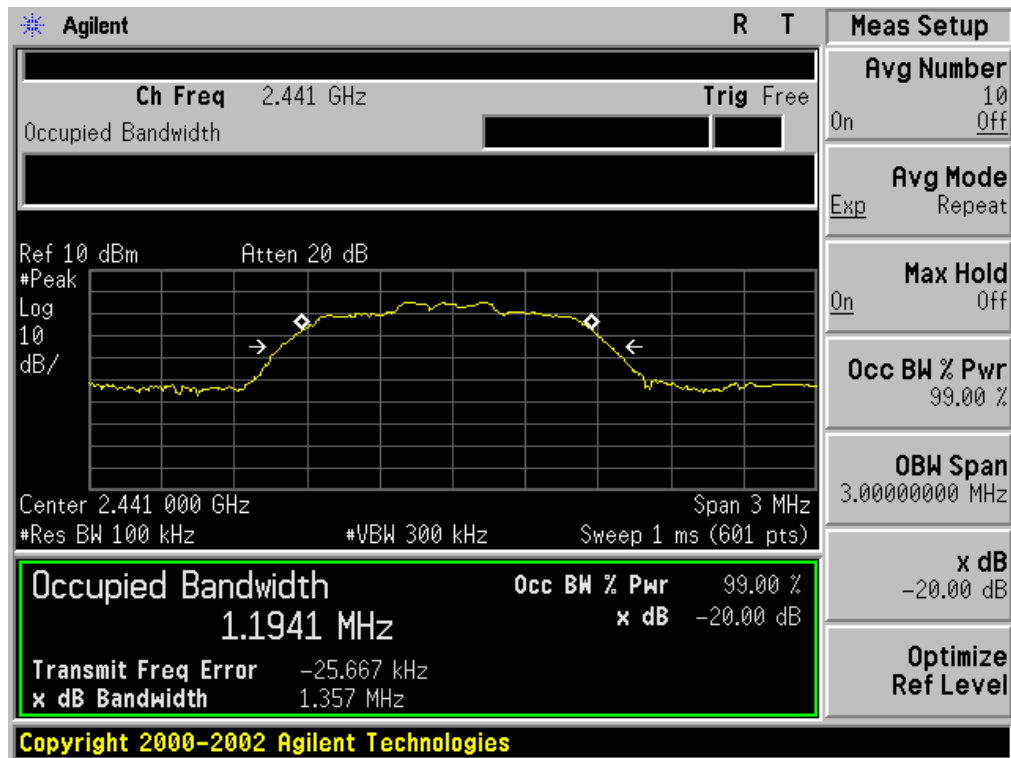 Agilent R T
Ch Freq 2.441 GHz Trig Free
Occupied Bandwidth
Ref 10 dBm Atten 20 dB
#Peak
Log
10
dB/
Center 2.441 000 GHz Span 3 MHz
#Res BW 100 kHz #VBW 300 kHz Sweep 1 ms (601 pts)
Occupied Bandwidth
1.1941 MHz
Occ BW % Pwr 99.00 %
x dB -20.00 dB
Transmit Freq Error -25.667 kHz
x dB Bandwidth 1.357 MHz
Copyright 2000-2002 Agilent Technologies
Meas Setup
Avg Number
10
On Off
Avg Mode
Exp Repeat
Max Hold
On Off
Occ BW % Pwr
99.00 %
OBW Span
3.00000000 MHz
x dB
-20.00 dB
Optimize
Ref Level